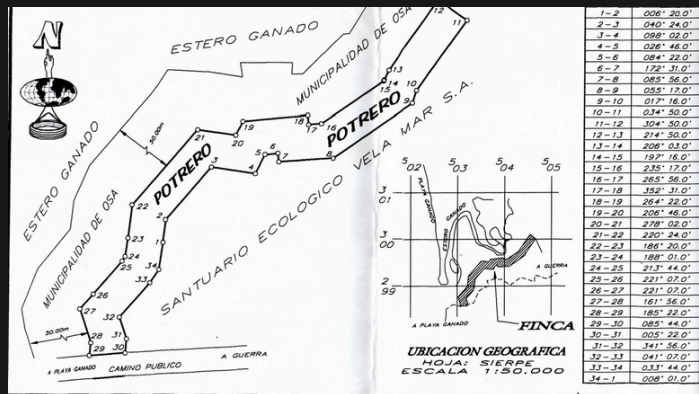 N
ESTERO GANADO
MUNICIPALIDAD DE OSA
ESTERO GANADO
MUNICIPALIDAD DE OSA
POTRERO
POTRERO
SANTUARIO ECOLOGICO VELA MAR S.A.
50.00m
50.00m
12
11
13
14
15
10
9
16
17
18
19
20
21
8
7
6
5
4
3
2
1
22
23
24
25
34
33
26
27
32
31
28
29
30
A PLAYA GANADO
CAMINO PUBLICO
A GUERRA
5 02
5 03
5 04
5 05
3 01
3 00
2 99
PLAYA GANADO
ESTERO GANADO
A GUERRA
A PLAYA GANADO
FINCA
UBICACION GEOGRAFICA
HOJA: SIERPE
ESCALA 1:50.000
1-2 006° 20.0'
2-3 040° 24.0'
3-4 098° 02.0'
4-5 026° 46.0'
5-6 084° 22.0'
6-7 172° 31.0'
7-8 085° 56.0'
8-9 055° 17.0'
9-10 017° 16.0'
10-11 034° 50.0'
11-12 304° 50.0'
12-13 214° 50.0'
13-14 206° 03.0'
14-15 197° 16.0'
15-16 235° 17.0'
16-17 265° 56.0'
17-18 352° 31.0'
18-19 264° 22.0'
19-20 206° 46.0'
20-21 278° 02.0'
21-22 220° 24.0'
22-23 186° 20.0'
23-24 188° 01.0'
24-25 213° 44.0'
25-26 221° 07.0'
26-27 221° 07.0'
27-28 161° 56.0'
28-29 185° 22.0'
29-30 085° 44.0'
30-31 005° 22.0'
31-32 341° 56.0'
32-33 041° 07.0'
33-34 033° 44.0'
34-1 008° 01.0'